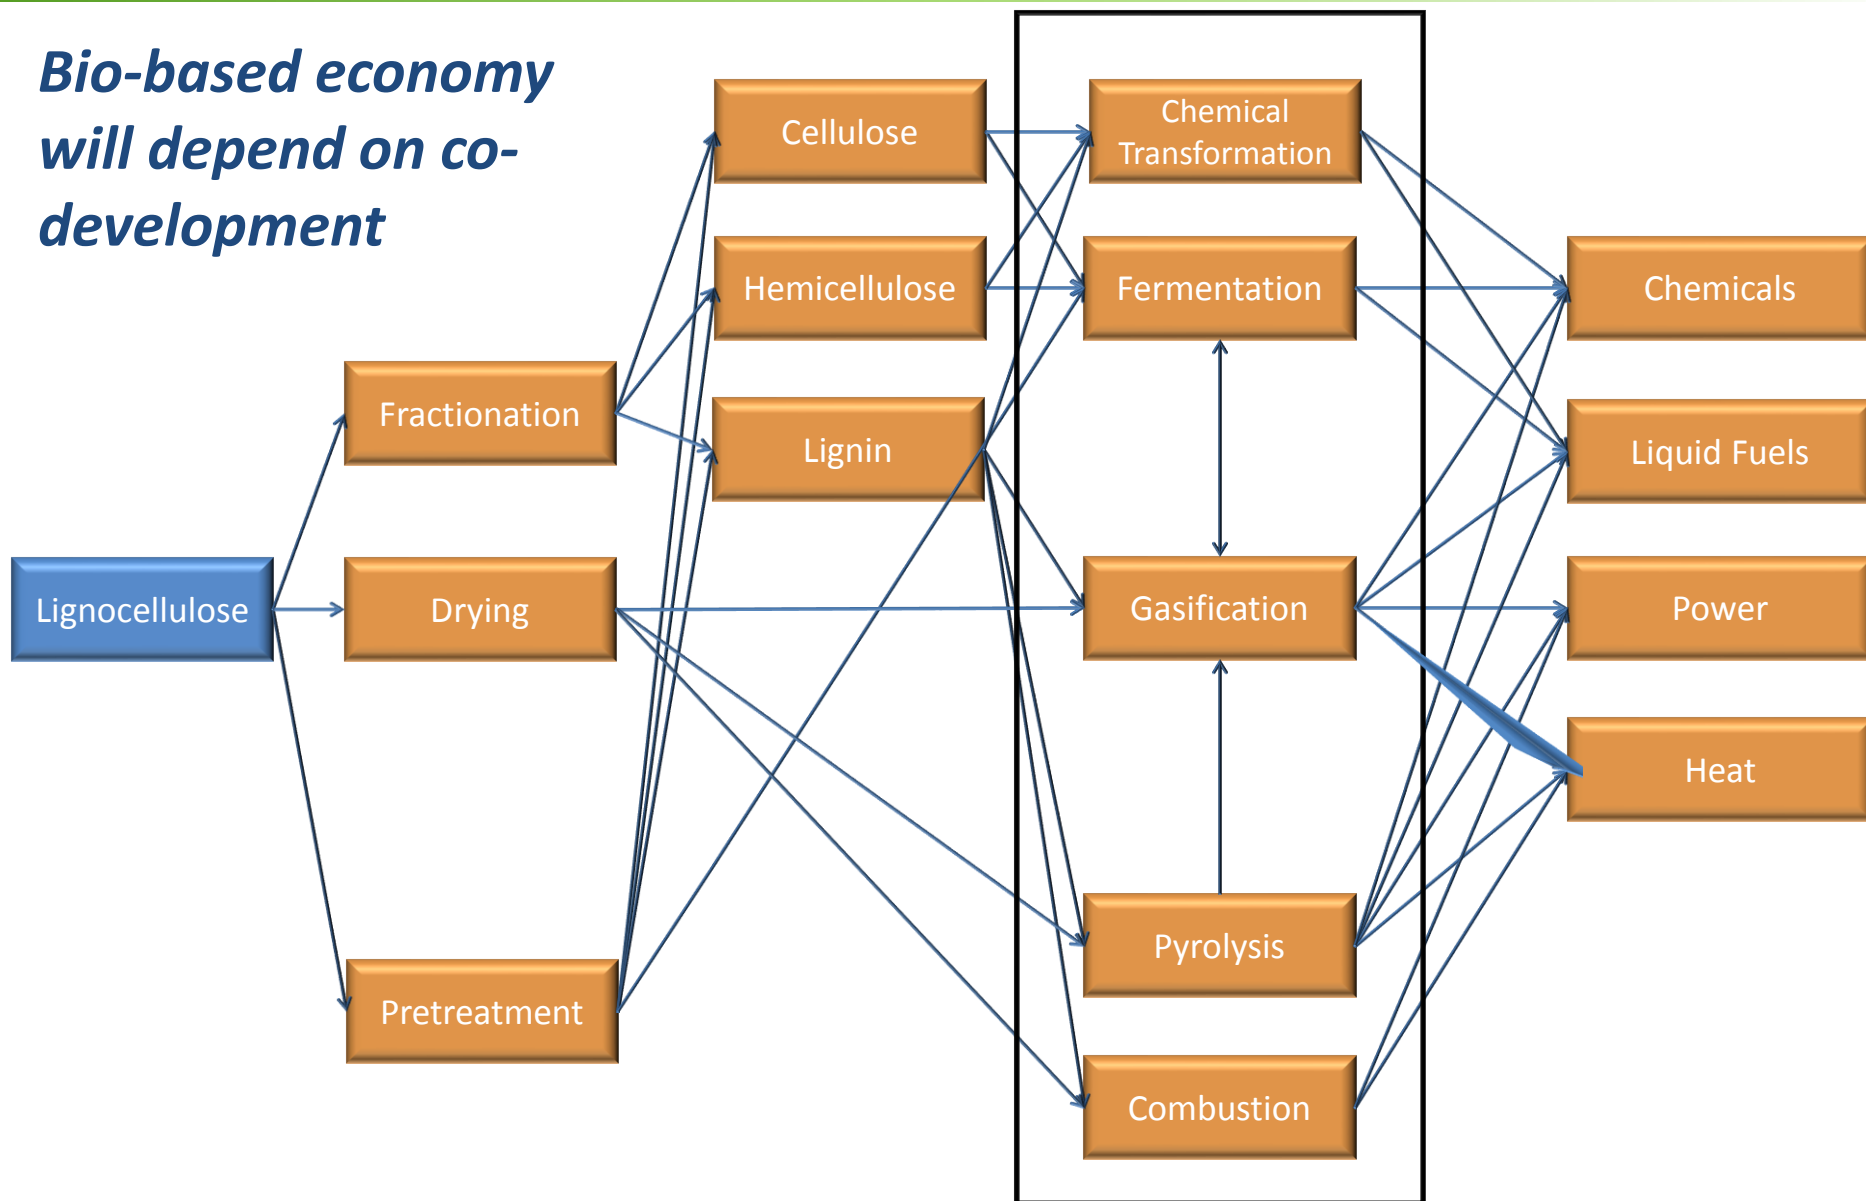 Bio-based economy
will depend on co-
development
Cellulose
Chemical
Transformation
Hemicellulose
Fermentation
Chemicals
Fractionation
Lignin
Liquid Fuels
Lignocellulose
Drying
Gasification
Power
Heat
Pyrolysis
Pretreatment
Combustion